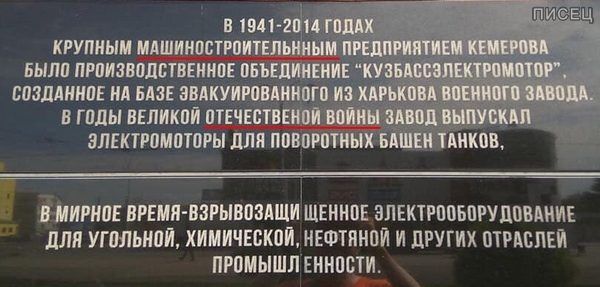 ПИСЕЦ
В 1941-2014 ГОДАХ
КРУПНЫМ МАШИНОСТРОИТЕЛЬННЫМ ПРЕДПРИЯТИЕМ КЕМЕРОВА
БЫЛО ПРОИЗВОДСТВЕННОЕ ОБЪЕДИНЕНИЕ "КУЗБАССЭЛЕКТРОМОТОР",
СОЗДАННОЕ НА БАЗЕ ЭВАКУИРОВАННОГО ИЗ ХАРЬКОВА ВОЕННОГО ЗАВОДА.
В ГОДЫ ВЕЛИКОЙ ОТЕЧЕСТВЕНОЙ ВОЙНЫ ЗАВОД ВЫПУСКАЛ
ЭЛЕКТРОМОТОРЫ ДЛЯ ПОВОРОТНЫХ БАШЕН ТАНКОВ,
В МИРНОЕ ВРЕМЯ-ВЗРЫВОЗАЩИЩЕННОЕ ЭЛЕКТРООБОРУДОВАНИЕ
ДЛЯ УГОЛЬНОЙ, ХИМИЧЕСКОЙ, НЕФТЯНОЙ И ДРУГИХ ОТРАСЛЕЙ
ПРОМЫШЛЕННОСТИ.